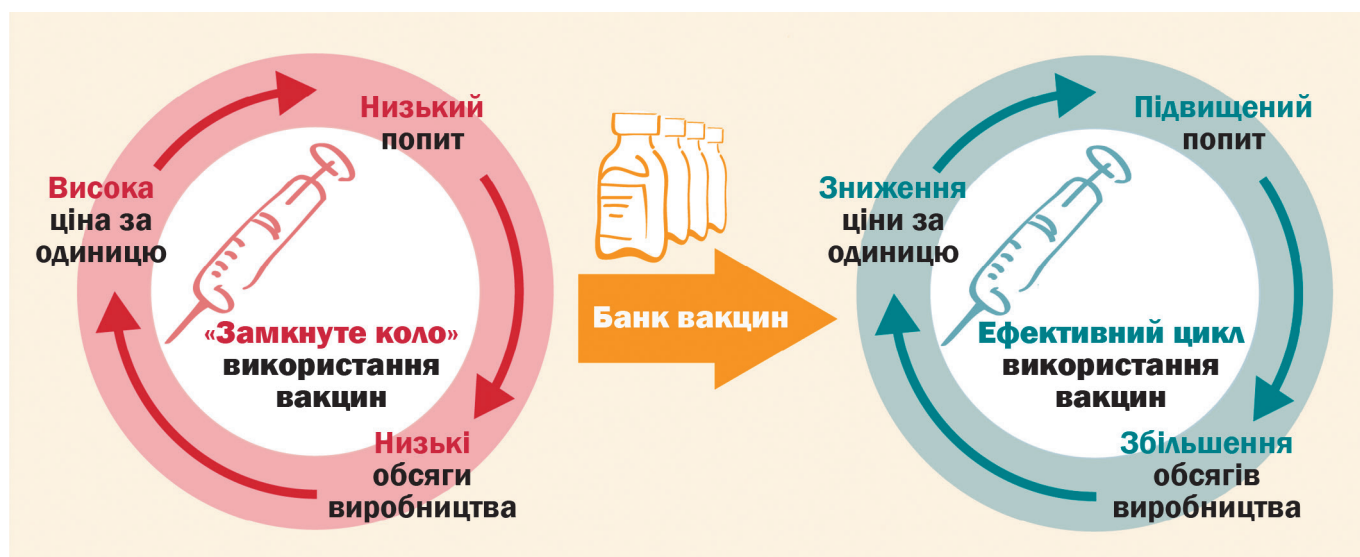 Низький
попит
Висока
ціна за
одиницю
«Замкнуте коло»
використання
вакцин
Низькі
обсяги
виробництва
Банк вакцин
Підвищений
попит
Зниження
ціни за
одиницю
Ефективний цикл
використання
вакцин
Збільшення
обсягів
виробництва